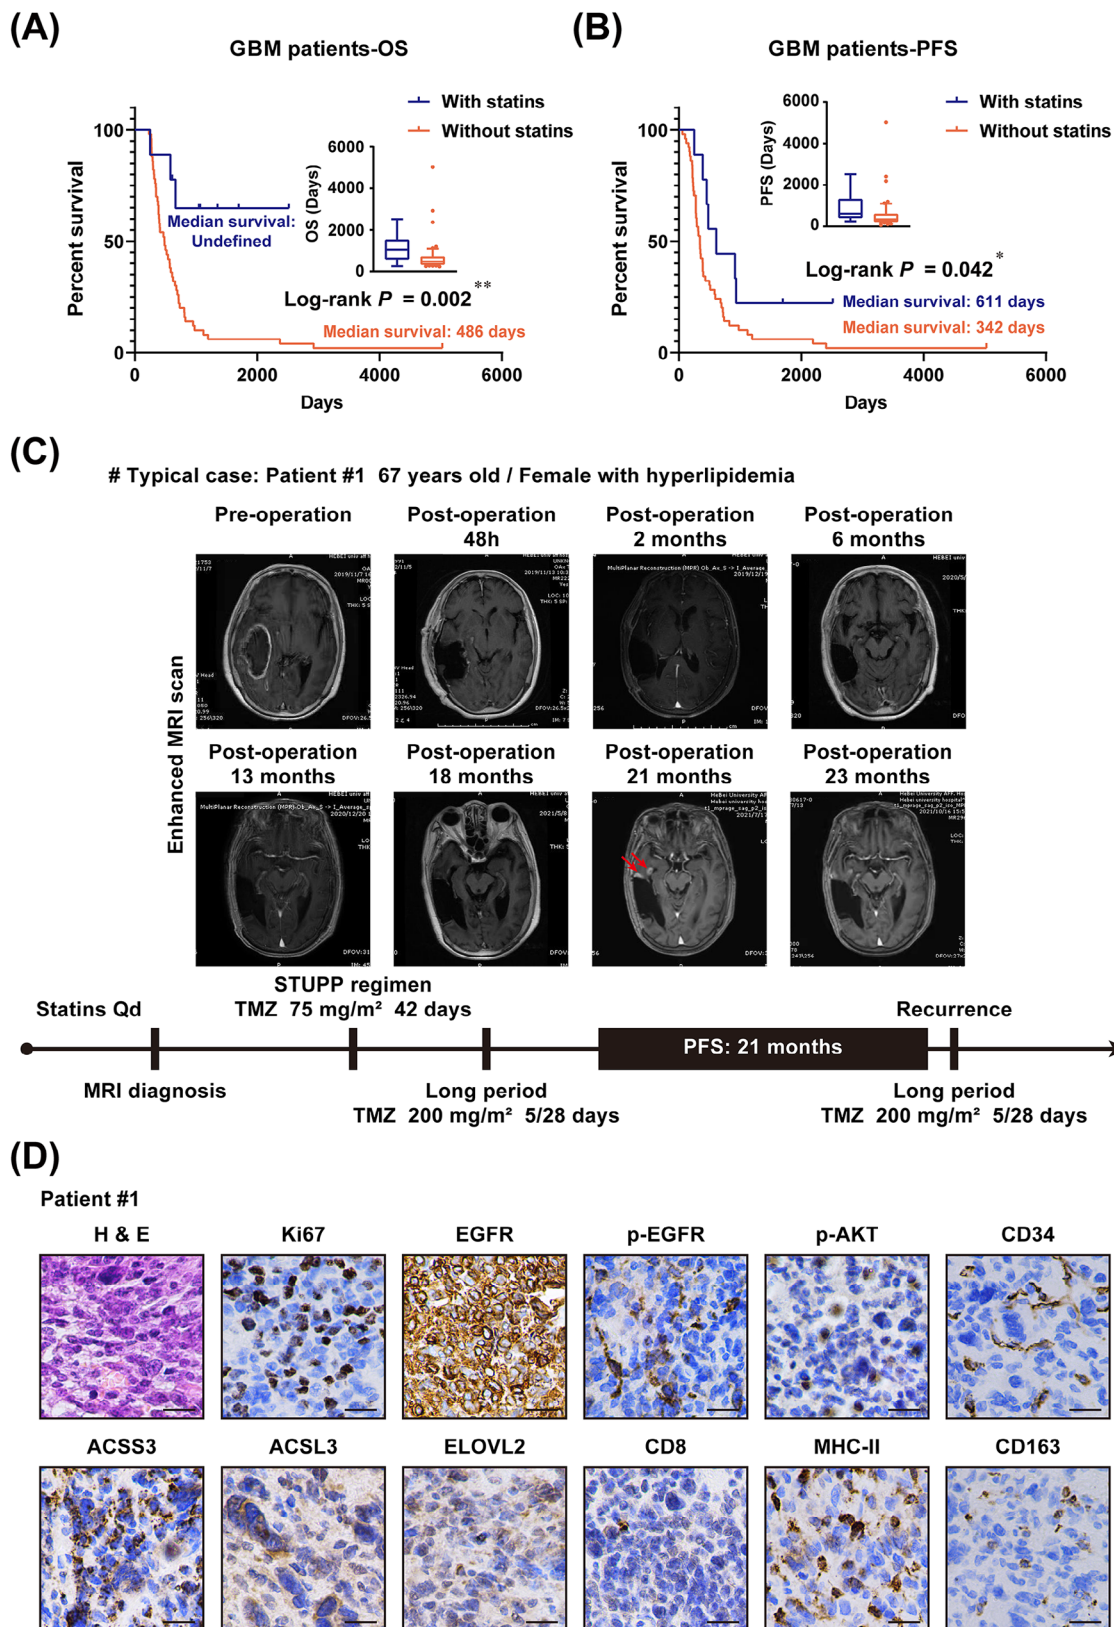 (A)
GBM patients-OS
With statins
Without statins
Percent survival
100
50
0
0 2000 4000 6000
Days
OS (Days)
6000
4000
2000
0
Median survival:
Undefined
Log-rank P = 0.002**
Median survival: 486 days
(B)
GBM patients-PFS
With statins
Without statins
Percent survival
100
50
0
0 2000 4000 6000
Days
PFS (Days)
6000
4000
2000
0
Log-rank P = 0.042*
Median survival: 611 days
Median survival: 342 days
(C)
# Typical case: Patient #1 67 years old / Female with hyperlipidemia
Enhanced MRI scan
Pre-operation
Post-operation
48h
Post-operation
2 months
Post-operation
6 months
Post-operation
13 months
Post-operation
18 months
Post-operation
21 months
Post-operation
23 months
MultiPlanar Reconstruction (MPR) Ob_Ax_S -> I_Average
STUPP regimen
Statins Qd
TMZ 75 mg/m² 42 days
Recurrence
PFS: 21 months
MRI diagnosis
Long period
TMZ 200 mg/m² 5/28 days
Long period
TMZ 200 mg/m² 5/28 days
(D)
Patient #1
H & E
Ki67
EGFR
p-EGFR
p-AKT
CD34
ACSS3
ACSL3
ELOVL2
CD8
MHC-II
CD163